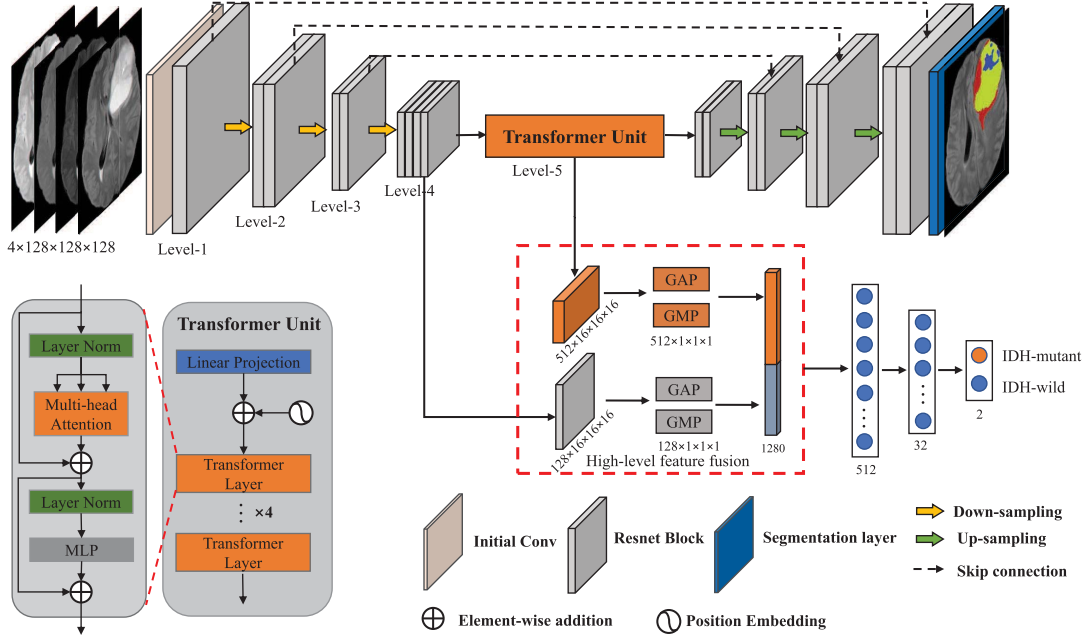 4×128×128×128
Level-1
Level-2
Level-3
Level-4
Transformer Unit
Level-5
512×16×16×16
GAP
GMP
512×1×1×1
128×16×16×16
GAP
GMP
128×1×1×1
1280
High-level feature fusion
512
32
2
IDH-mutant
IDH-wild
Layer Norm
Multi-head
Attention
Layer Norm
MLP
Transformer Unit
Linear Projection
Transformer
Layer
×4
Transformer
Layer
Initial Conv
Resnet Block
Segmentation layer
Down-sampling
Up-sampling
Skip connection
Element-wise addition
Position Embedding